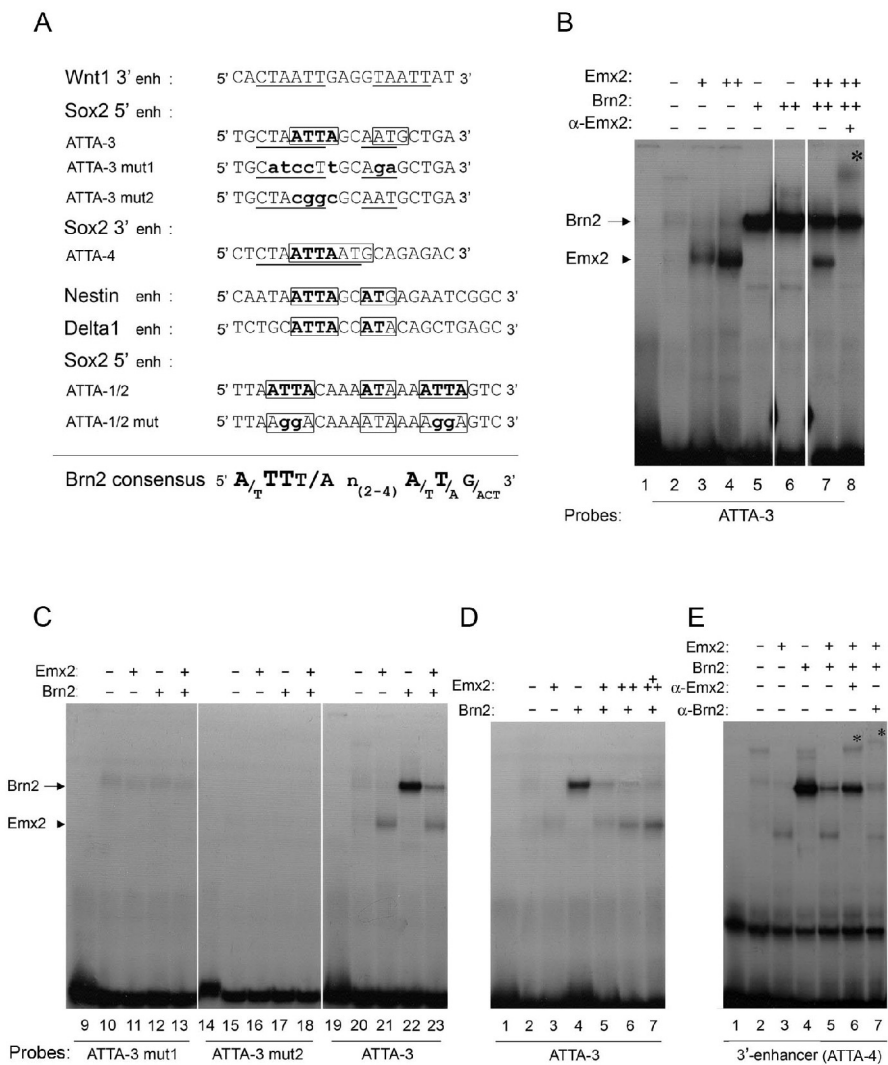 A
Wnt1 3' enh : 5' CACTAATTGAGGTAATTAT 3'
Sox2 5' enh :
ATTA-3 5' TGCTAATTAGCAATGCTGA 3'
ATTA-3 mut1 5' TGCatccTtGCAgaGCTGA 3'
ATTA-3 mut2 5' TGCTAcggcGCAATGCTGA 3'
Sox2 3' enh :
ATTA-4 5' CTCTAATTAATGCAGAGAC 3'
Nestin enh : 5' CAATAATTAGCATGAGAATCGGC 3'
Delta1 enh : 5' TCTGCATTACCATACAGCTGAGC 3'
Sox2 5' enh :
ATTA-1/2 5' TTAATTACAAAATAAAATTAGTC 3'
ATTA-1/2 mut 5' TTAAggACAAAATAAAAggAGTC 3'
Brn2 consensus 5' A/T TTT/A n(2-4) A/T T/A G/ACT 3'
B
Emx2: - + ++ - - ++ ++
Brn2: - - - + ++ ++ ++
α-Emx2: - - - - - - +
*
Brn2
Emx2
1 2 3 4 5 6 7 8
Probes: ATTA-3
C
Emx2: - + - + - + - + - + - +
Brn2: - - + + - - + + - - + +
Brn2
Emx2
9 10 11 12 13 14 15 16 17 18 19 20 21 22 23
Probes: ATTA-3 mut1 ATTA-3 mut2 ATTA-3
D
+
Emx2: - + - + ++ ++
Brn2: - - + + + +
1 2 3 4 5 6 7
ATTA-3
E
Emx2: - + - + + +
Brn2: - - + + + +
α-Emx2: - - - - + -
α-Brn2: - - - - - +
* *
1 2 3 4 5 6 7
3'-enhancer (ATTA-4)